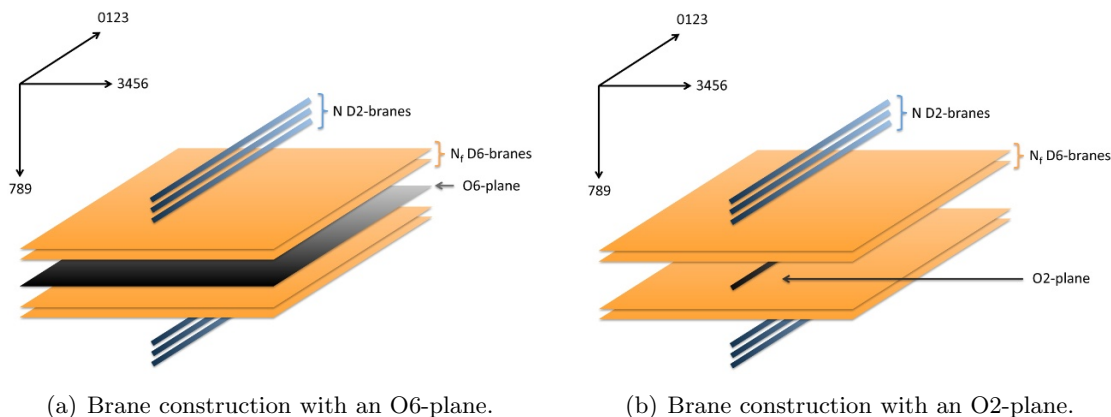 0123
3456
789
N D2-branes
N_f D6-branes
O6-plane
(a) Brane construction with an O6-plane.
0123
3456
789
N D2-branes
N_f D6-branes
O2-plane
(b) Brane construction with an O2-plane.